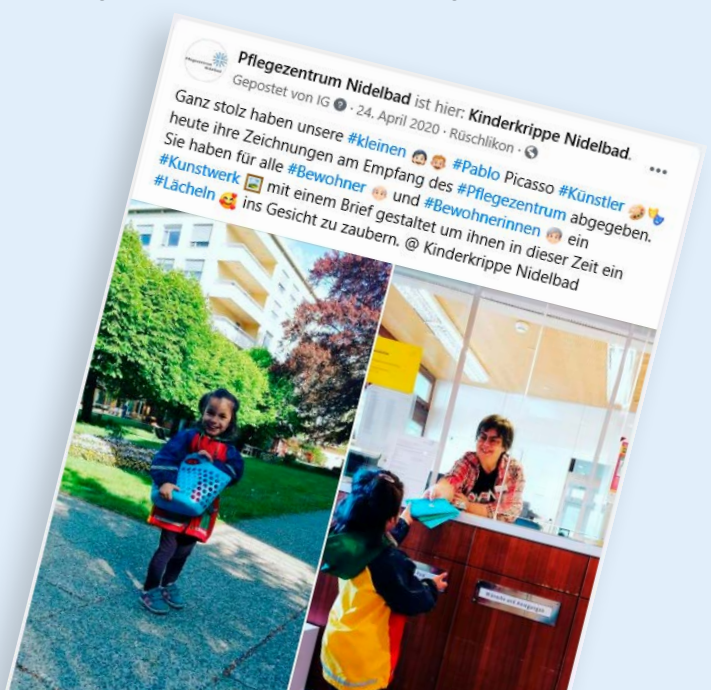 Pflegezentrum Nidelbad ist hier: Kinderkrippe Nidelbad.
Gepostet von IG · 24. April 2020 · Rüschlikon ·
Ganz stolz haben unsere #kleinen 👧🏻🧒🏼 #Pablo Picasso #Künstler 🎨🎭
heute ihre Zeichnungen am Empfang des #Pflegezentrum abgegeben.
Sie haben für alle #Bewohner 👴🏼 und #Bewohnerinnen 👵🏼 ein
#Kunstwerk 🖼️ mit einem Brief gestaltet um ihnen in dieser Zeit ein
#Lächeln 🥰 ins Gesicht zu zaubern. @ Kinderkrippe Nidelbad